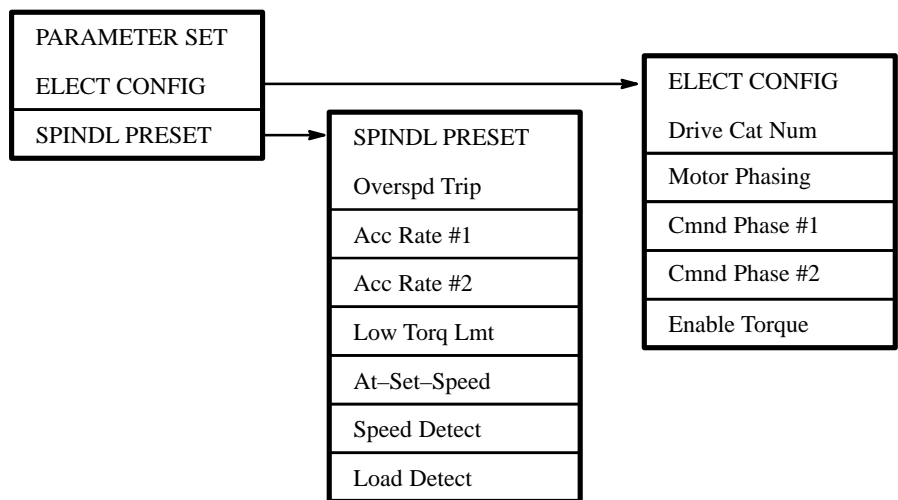 PARAMETER SET
ELECT CONFIG
SPINDL PRESET
SPINDL PRESET
Overspd Trip
Acc Rate #1
Acc Rate #2
Low Torq Lmt
At–Set–Speed
Speed Detect
Load Detect
ELECT CONFIG
Drive Cat Num
Motor Phasing
Cmnd Phase #1
Cmnd Phase #2
Enable Torque